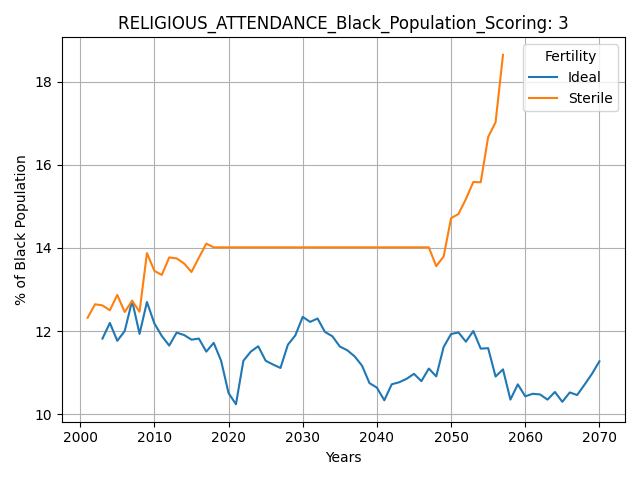 RELIGIOUS_ATTENDANCE_Black_Population_Scoring: 3
Fertility
Ideal
Sterile
% of Black Population
18
16
14
12
10
2000 2010 2020 2030 2040 2050 2060 2070
Years